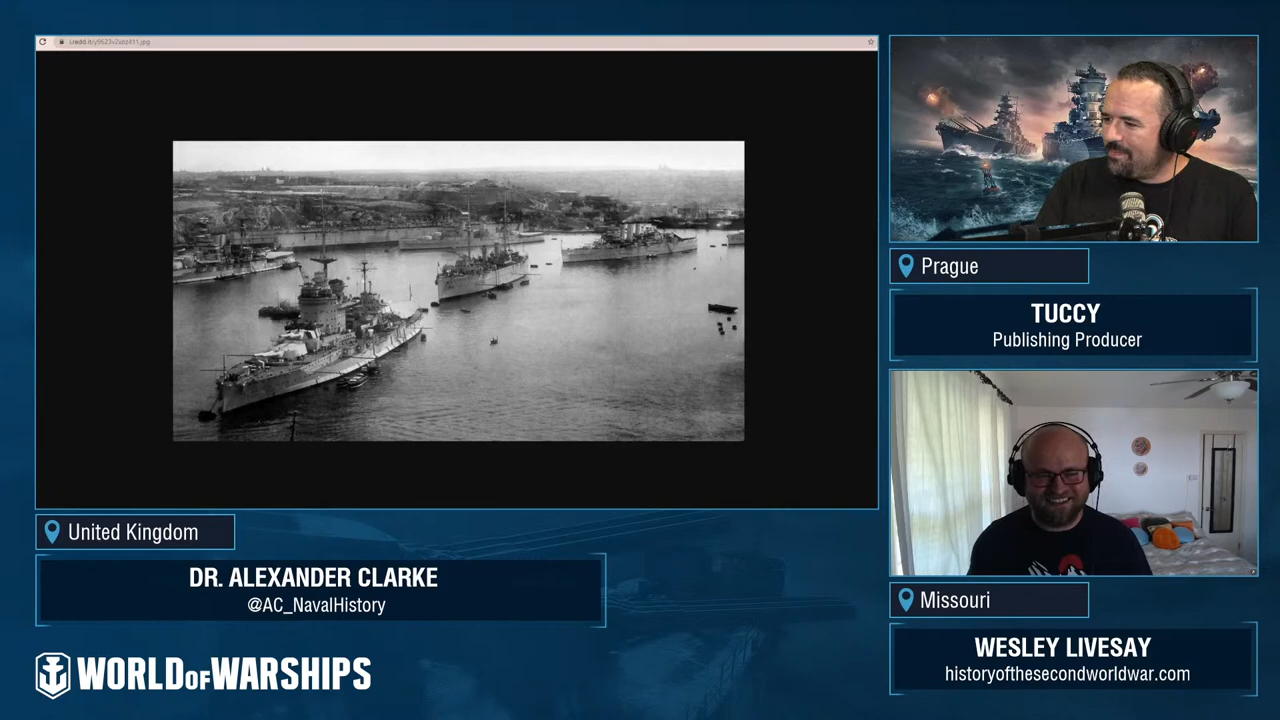 Prague
TUCCY
Publishing Producer
United Kingdom
DR. ALEXANDER CLARKE
@AC_NavalHistory
Missouri
WESLEY LIVESAY
historyofthesecondworldwar.com
WORLD OF WARSHIPS